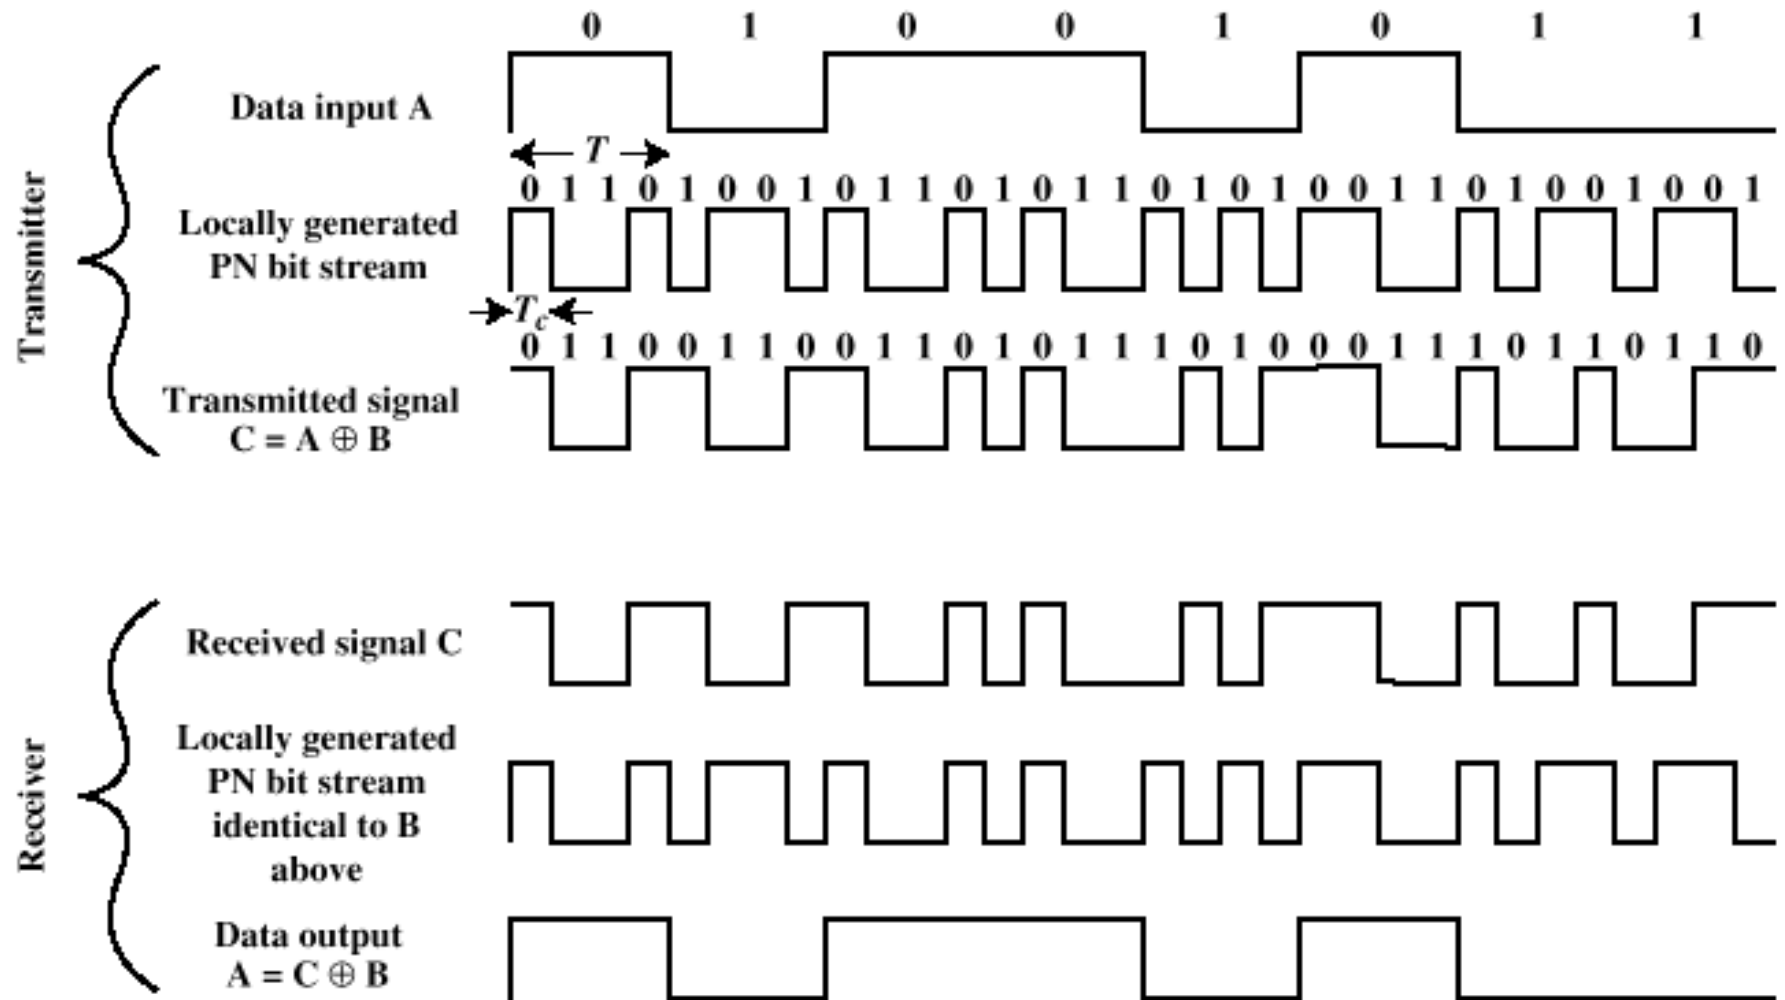 0 1 0 0 1 0 1 1
Data input A
T
0 1 1 0 1 0 0 1 0 1 1 0 1 0 1 1 0 1 0 1 0 0 1 1 0 1 0 0 1 0 0 1
Locally generated
PN bit stream
Transmitter
Tc
0 1 1 0 0 1 1 0 0 1 1 0 1 0 1 1 1 0 1 0 0 0 1 1 1 0 1 1 0 1 1 0
Transmitted signal
C = A ⊕ B
Received signal C
Locally generated
PN bit stream
identical to B
above
Receiver
Data output
A = C ⊕ B